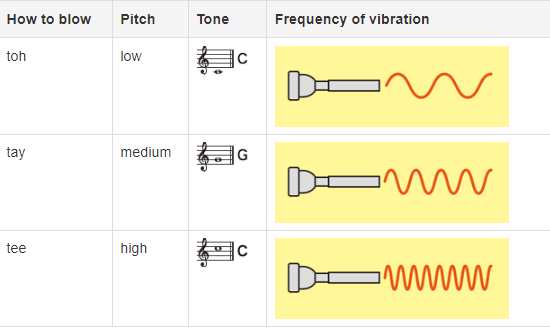 How to blow Pitch Tone Frequency of vibration
toh low C
tay medium G
tee high C